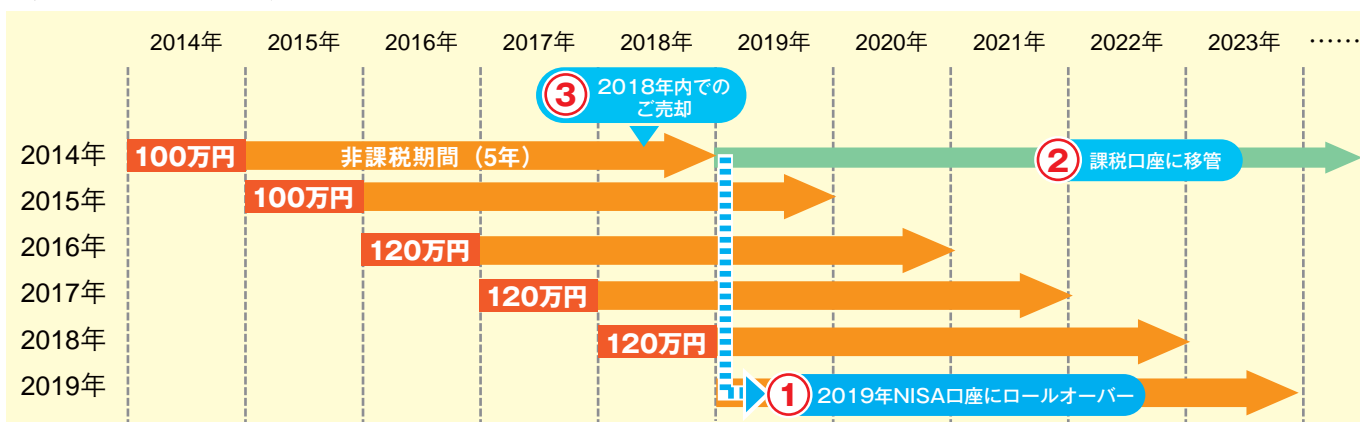 2014年 2015年 2016年 2017年 2018年 2019年 2020年 2021年 2022年 2023年 ……
③ 2018年内での
ご売却
2014年 100万円 非課税期間（5年） ② 課税口座に移管
2015年 100万円
2016年 120万円
2017年 120万円
2018年 120万円
2019年 ① 2019年NISA口座にロールオーバー